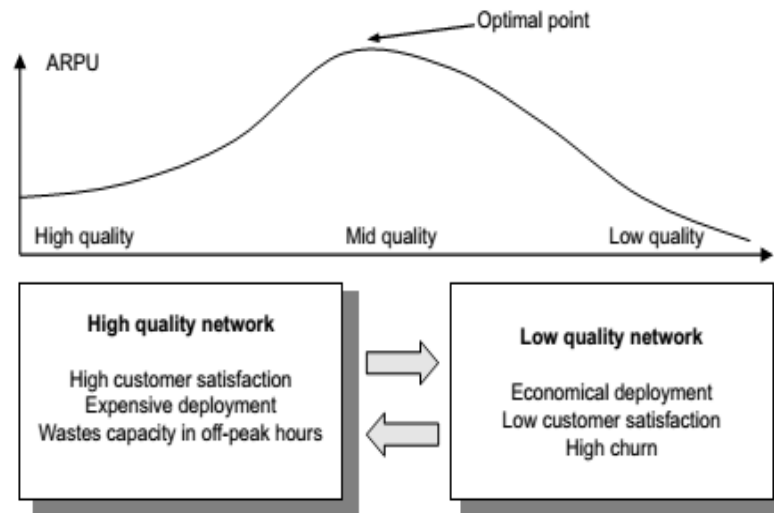 Optimal point
ARPU
High quality
Mid quality
Low quality
High quality network
High customer satisfaction
Expensive deployment
Wastes capacity in off-peak hours
Low quality network
Economical deployment
Low customer satisfaction
High churn